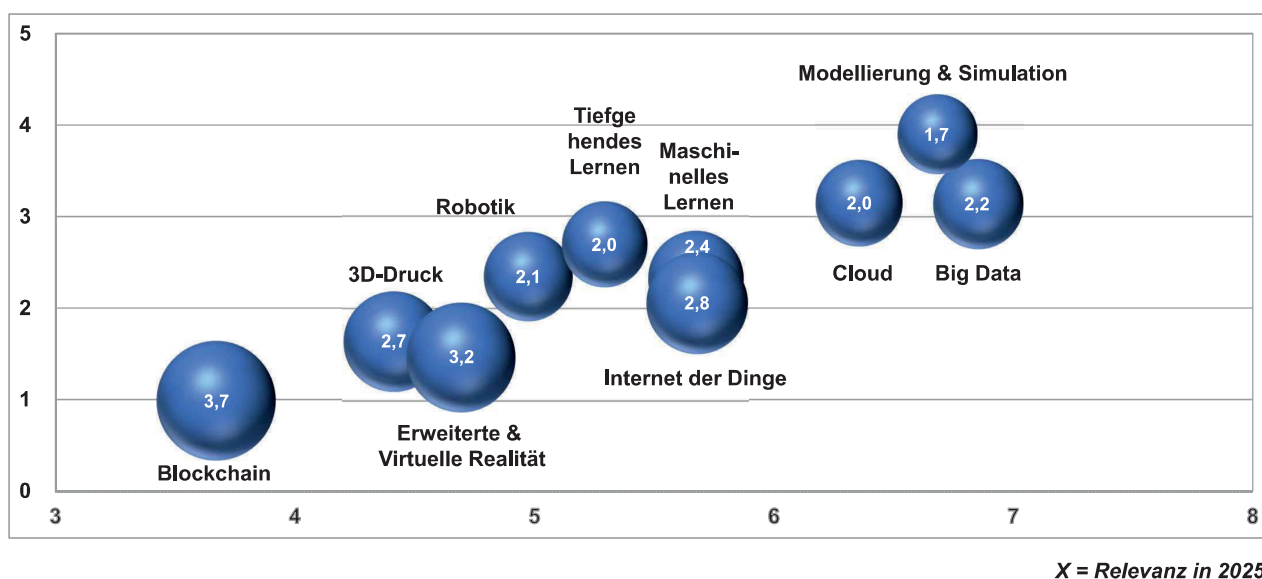 5
Modellierung & Simulation
Tiefge
hendes
Lernen
4
1,7
Maschi-
nelles
Lernen
Robotik
3
2,0
2,2
2,0
2,4
3D-Druck
Cloud
Big Data
2,1
2
2,8
2,7
3,2
Internet der Dinge
1
3,7
Erweiterte &
Virtuelle Realität
Blockchain
0
3 4 5 6 7 8
X = Relevanz in 2025